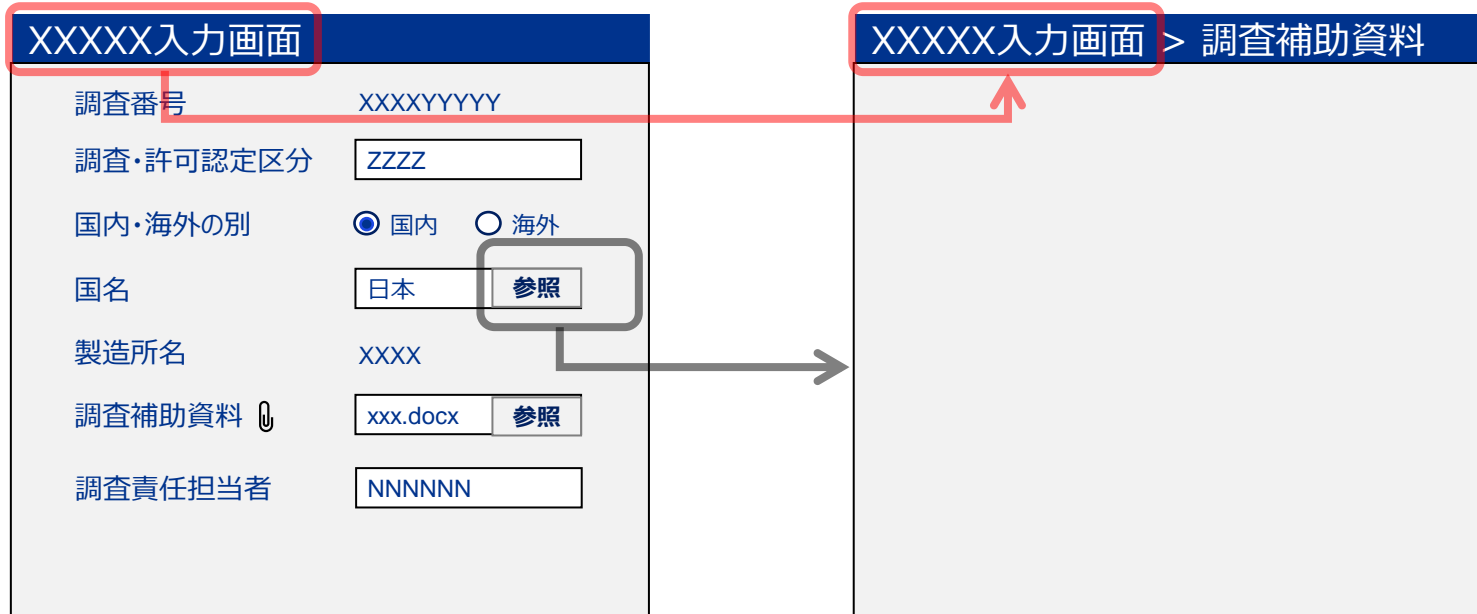 XXXXX入力画面
調査番号 XXXXYYYYY
調査・許可認定区分 ZZZZ
国内・海外の別 国内 海外
国名 日本 参照
製造所名 XXXX
調査補助資料 xxx.docx 参照
調査責任担当者 NNNNNN
XXXXX入力画面 > 調査補助資料